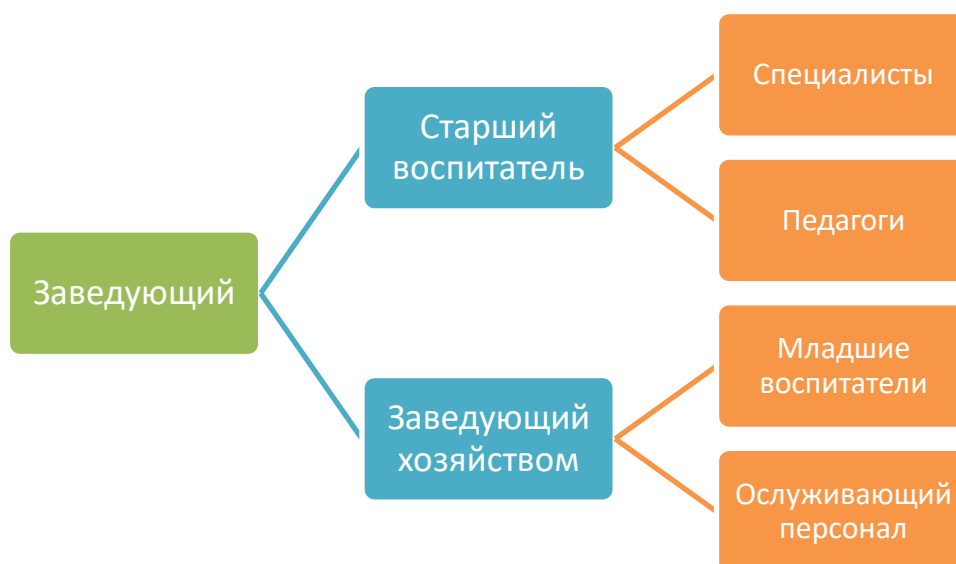 Заведующий
Старший
воспитатель
Заведующий
хозяйством
Специалисты
Педагоги
Младшие
воспитатели
Ослуживающий
персонал